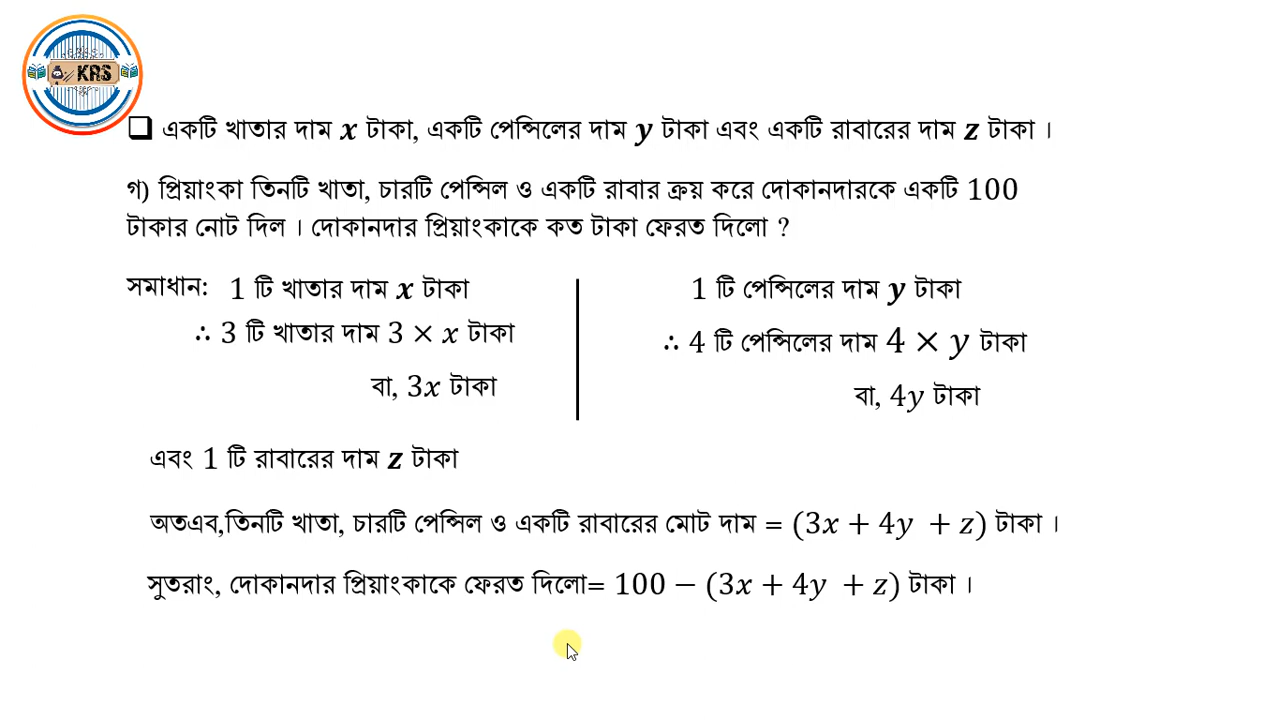 KRS
❑ একটি খাতার দাম x টাকা, একটি পেন্সিলের দাম y টাকা এবং একটি রাবারের দাম z টাকা ।
গ) প্রিয়াংকা তিনটি খাতা, চারটি পেন্সিল ও একটি রাবার ক্রয় করে দোকানদারকে একটি 100
টাকার নোট দিল । দোকানদার প্রিয়াংকাকে কত টাকা ফেরত দিলো ?
সমাধান: 1 টি খাতার দাম x টাকা
∴ 3 টি খাতার দাম 3 × x টাকা
বা, 3x টাকা
1 টি পেন্সিলের দাম y টাকা
∴ 4 টি পেন্সিলের দাম 4 × y টাকা
বা, 4y টাকা
এবং 1 টি রাবারের দাম z টাকা
অতএব,তিনটি খাতা, চারটি পেন্সিল ও একটি রাবারের মোট দাম = (3x + 4y + z) টাকা ।
সুতরাং, দোকানদার প্রিয়াংকাকে ফেরত দিলো= 100 − (3x + 4y + z) টাকা ।